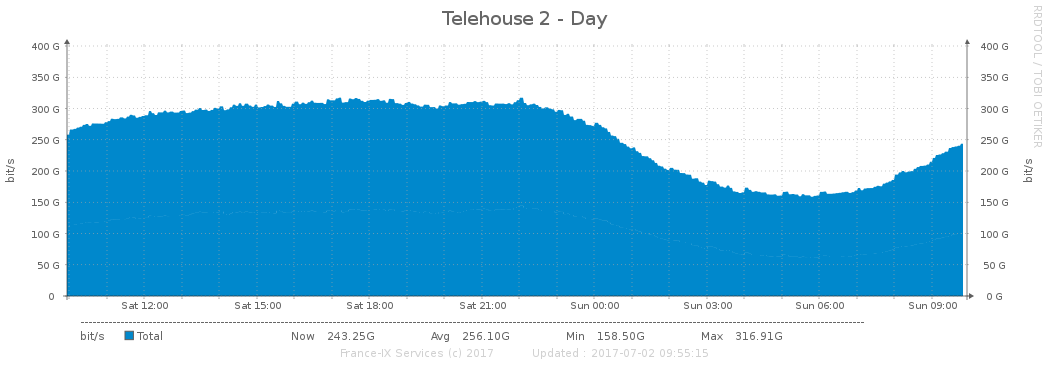 Telehouse 2 - Day
RRDTOOL / TOBI OETIKER
bit/s
400 G
350 G
300 G
250 G
200 G
150 G
100 G
50 G
0
400 G
350 G
300 G
250 G
200 G
150 G
100 G
50 G
0 G
bit/s
Sat 12:00 Sat 15:00 Sat 18:00 Sat 21:00 Sun 00:00 Sun 03:00 Sun 06:00 Sun 09:00
bit/s Total Now 243.25G Avg 256.10G Min 158.50G Max 316.91G
France-IX Services (c) 2017 Updated : 2017-07-02 09:55:15